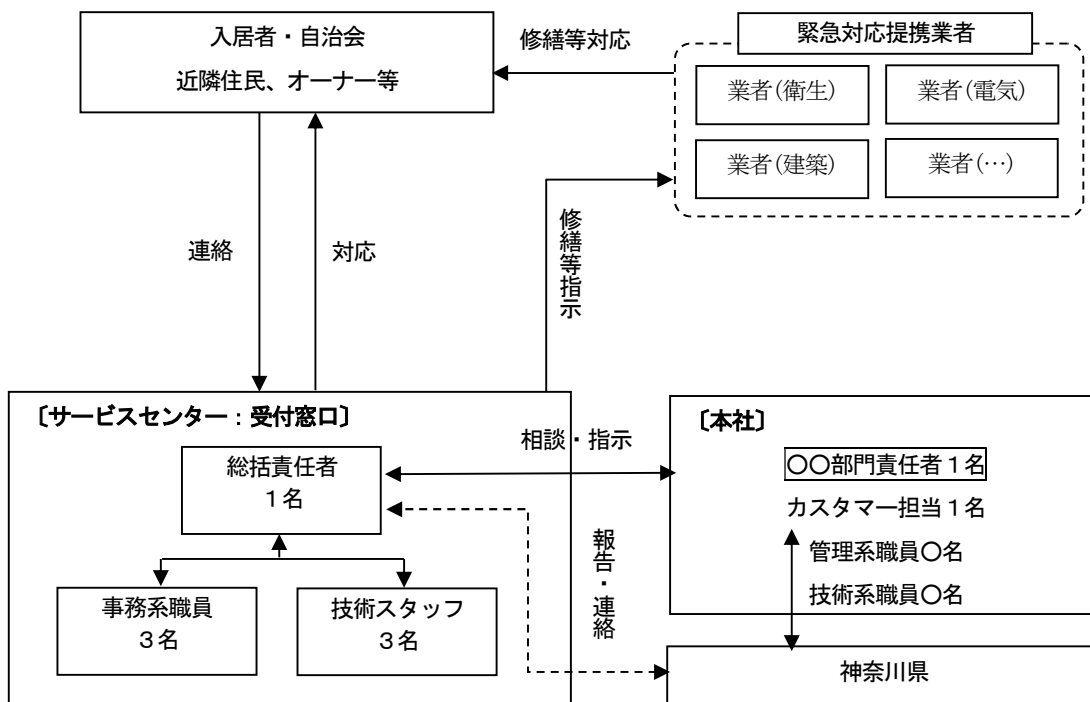 入居者・自治会
近隣住民、オーナー等
修繕等対応
緊急対応提携業者
業者(衛生)
業者(電気)
業者(建築)
業者(…)
連絡
対応
修繕等指示
〔サービスセンター：受付窓口〕
総括責任者
１名
事務系職員
３名
技術スタッフ
３名
相談・指示
報告・連絡
〔本社〕
〇〇部門責任者１名
カスタマー担当１名
管理系職員〇名
技術系職員〇名
神奈川県